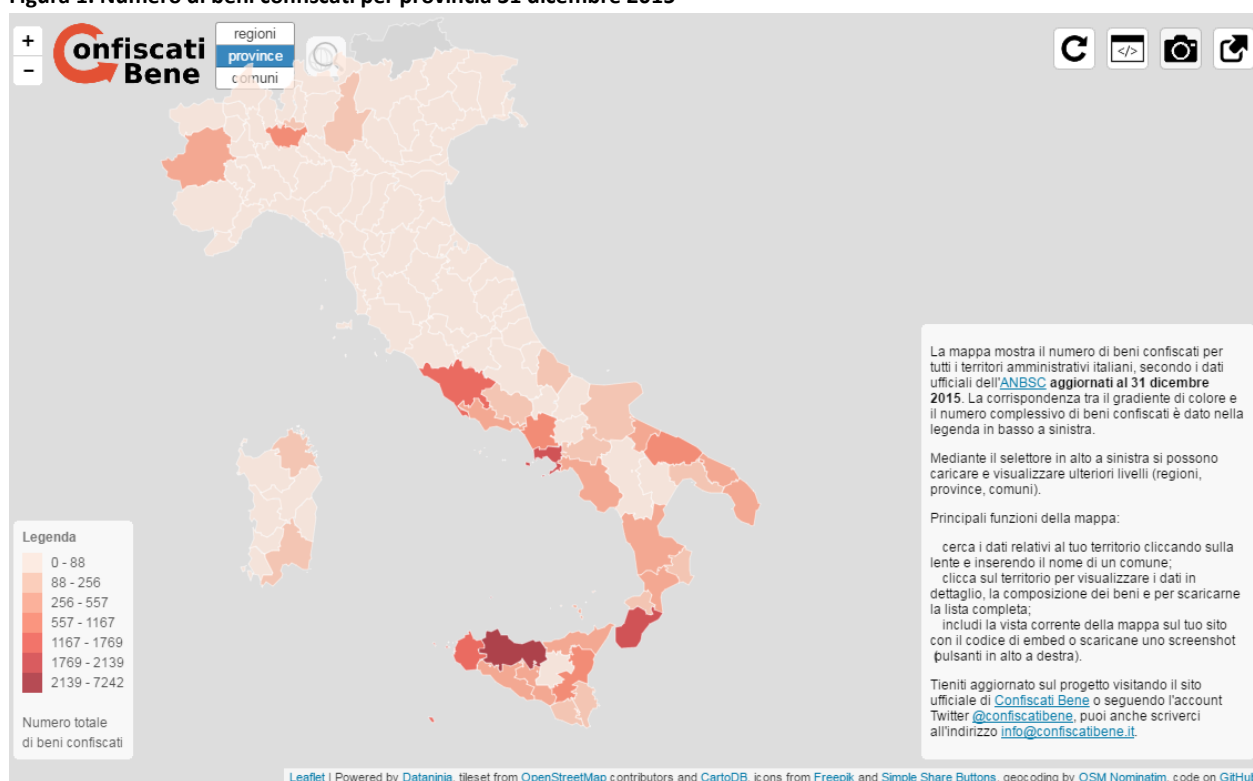 Figura 1. Numero di beni confiscati per provincia 31 dicembre 2015
+
-
Confiscati
Bene
regioni
province
comuni
</>
La mappa mostra il numero di beni confiscati per
tutti i territori amministrativi italiani, secondo i dati
ufficiali dell'ANBSC aggiornati al 31 dicembre
2015. La corrispondenza tra il gradiente di colore e
il numero complessivo di beni confiscati è dato nella
legenda in basso a sinistra.
Mediante il selettore in alto a sinistra si possono
caricare e visualizzare ulteriori livelli (regioni,
province, comuni).
Principali funzioni della mappa:
cerca i dati relativi al tuo territorio cliccando sulla
lente e inserendo il nome di un comune;
clicca sul territorio per visualizzare i dati in
dettaglio, la composizione dei beni e per scaricarne
la lista completa;
includi la vista corrente della mappa sul tuo sito
con il codice di embed o scaricane uno screenshot
(pulsanti in alto a destra).
Tieniti aggiornato sul progetto visitando il sito
ufficiale di Confiscati Bene o seguendo l'account
Twitter @confiscatibene, puoi anche scriverci
all'indirizzo info@confiscatibene.it.
Legenda
0 - 88
88 - 256
256 - 557
557 - 1167
1167 - 1769
1769 - 2139
2139 - 7242
Numero totale
di beni confiscati
Leaflet | Powered by Dataninja, tileset from OpenStreetMap contributors and CartoDB, icons from Freepik and Simple Share Buttons, geocoding by OSM Nominatim, code on GitHub